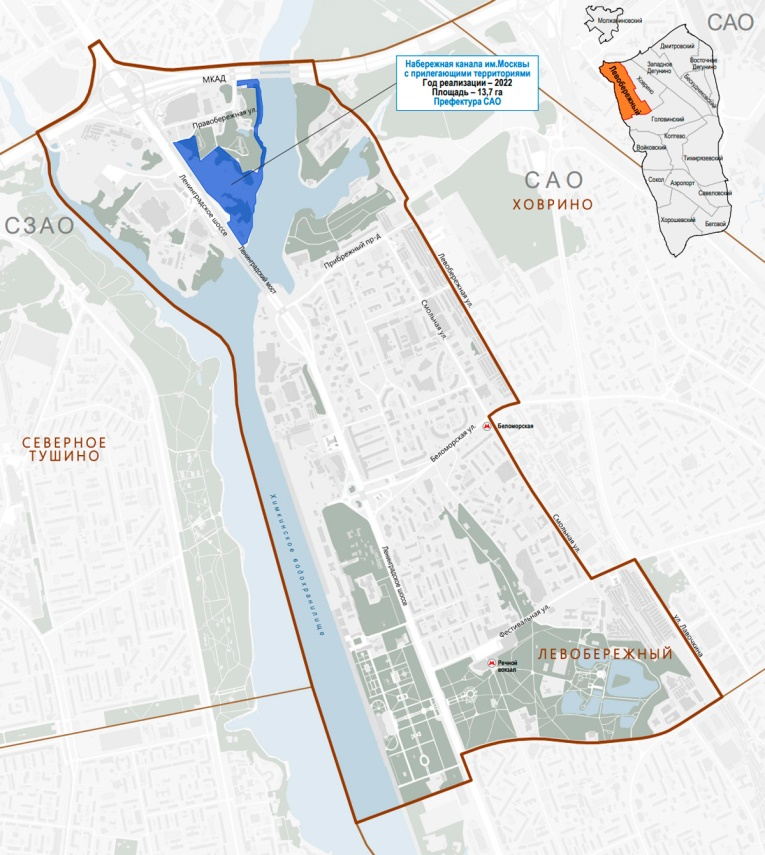 Молжаниновский
САО
Дмитровский
Восточное
Дегунино
Западное
Дегунино
Бескудниковский
Ховрино
Левобережный
Головинский
Коптево
Войковский
Тимирязевский
Сокол
Аэропорт
Савеловский
Хорошевский
Беговой
Набережная канала им.Москвы
с прилегающими территориями
Год реализации – 2022
Площадь – 13,7 га
Префектура САО
МКАД
Правобережная ул.
Ленинградское шоссе
Ленинградский мост
САО
ХОВРИНО
СЗАО
Прибрежный пр-д
Левобережная ул.
Смольная ул.
Беломорская ул.
Беломорская
СЕВЕРНОЕ
ТУШИНО
Химкинское водохранилище
Смольная ул.
Ленинградское шоссе
Фестивальная ул.
ул. Лавочкина
ЛЕВОБЕРЕЖНЫЙ
Речной
вокзал